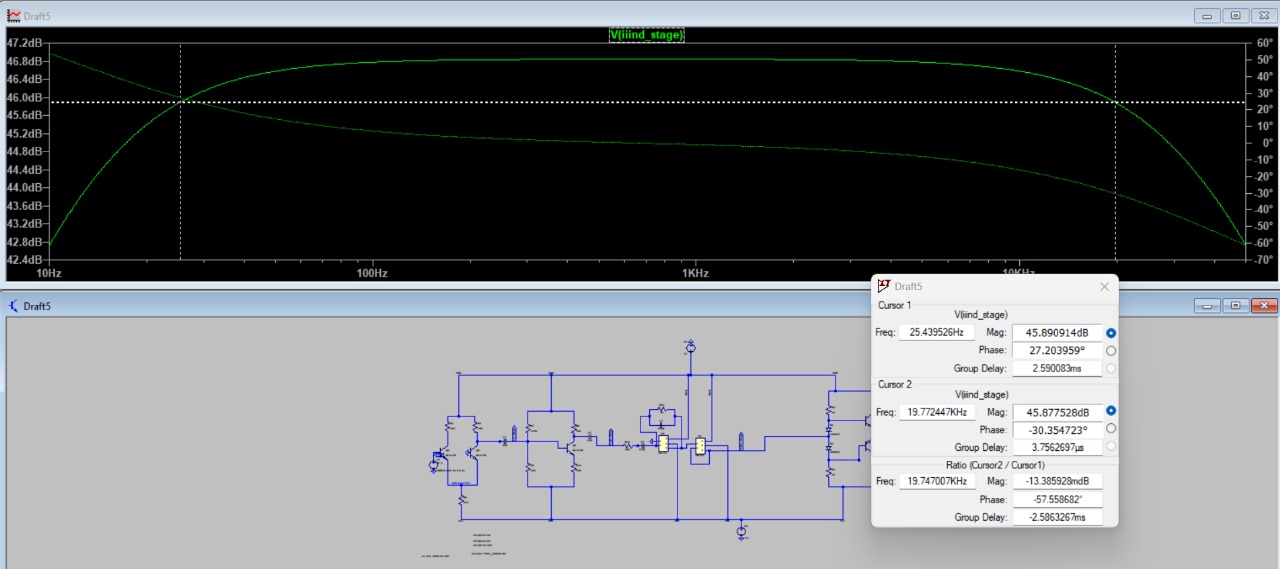 Draft5
V(iiind_stage)
47.2dB
46.8dB
46.4dB
46.0dB
45.6dB
45.2dB
44.8dB
44.4dB
44.0dB
43.6dB
43.2dB
42.8dB
42.4dB
60°
50°
40°
30°
20°
10°
0°
-10°
-20°
-30°
-40°
-50°
-60°
-70°
10Hz 100Hz 1KHz 10KHz
Draft5
Draft5
Cursor 1
V(iiind_stage)
Freq: 25.439526Hz Mag: 45.890914dB
Phase: 27.203959°
Group Delay: 2.590083ms
Cursor 2
V(iiind_stage)
Freq: 19.772447KHz Mag: 45.877528dB
Phase: -30.354723°
Group Delay: 3.7562697µs
Ratio (Cursor2 / Cursor1)
Freq: 19.747007KHz Mag: -13.385928mdB
Phase: -57.558682°
Group Delay: -2.5863267ms